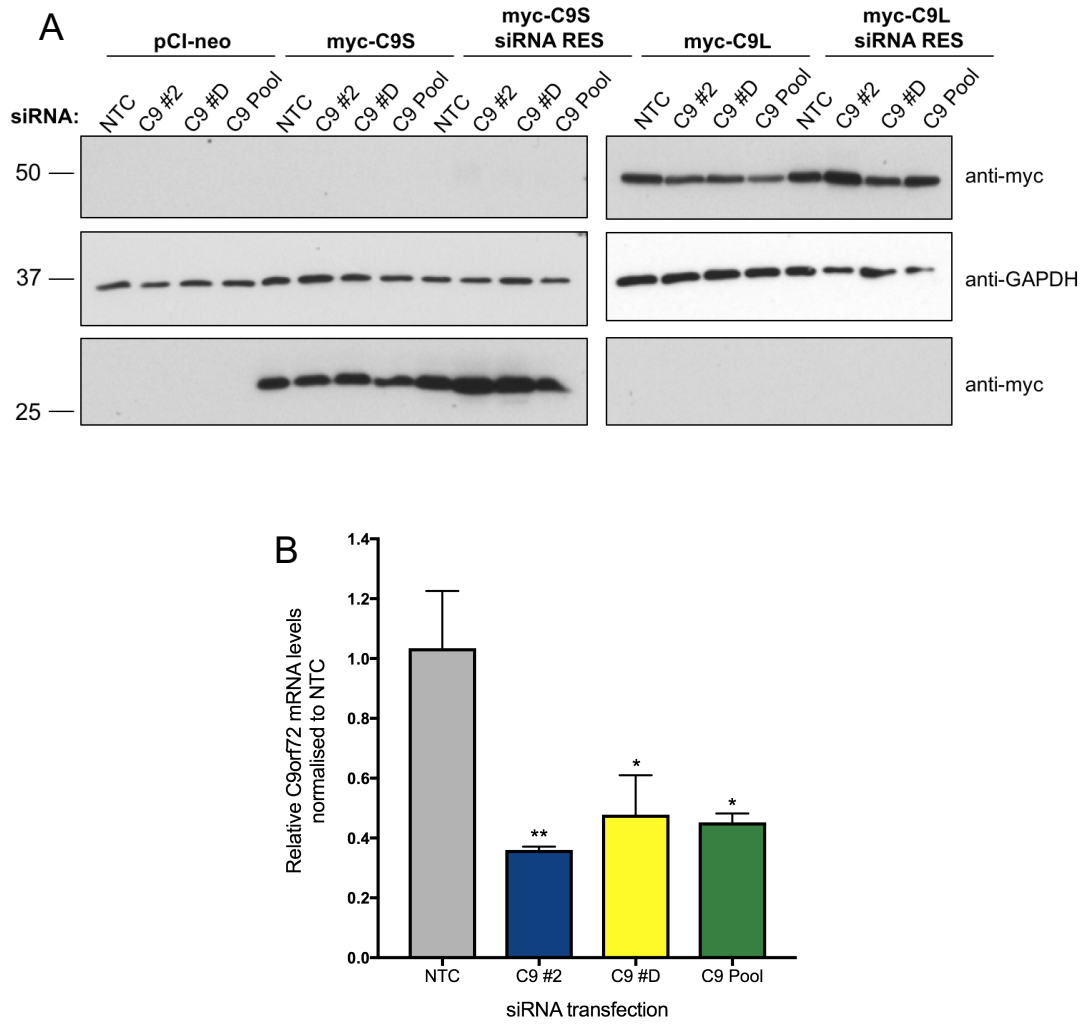 A
pCI-neo
myc-C9S
myc-C9S
siRNA RES
myc-C9L
myc-C9L
siRNA RES
siRNA:
NTC
C9 #2
C9 #D
C9 Pool
NTC
C9 #2
C9 #D
C9 Pool
NTC
C9 #2
C9 #D
C9 Pool
NTC
C9 #2
C9 #D
C9 Pool
NTC
C9 #2
C9 #D
C9 Pool
50
anti-myc
37
anti-GAPDH
25
anti-myc
B
Relative C9orf72 mRNA levels
normalised to NTC
1.4
1.2
1.0
0.8
0.6
0.4
0.2
0.0
**
*
*
NTC
C9 #2
C9 #D
C9 Pool
siRNA transfection